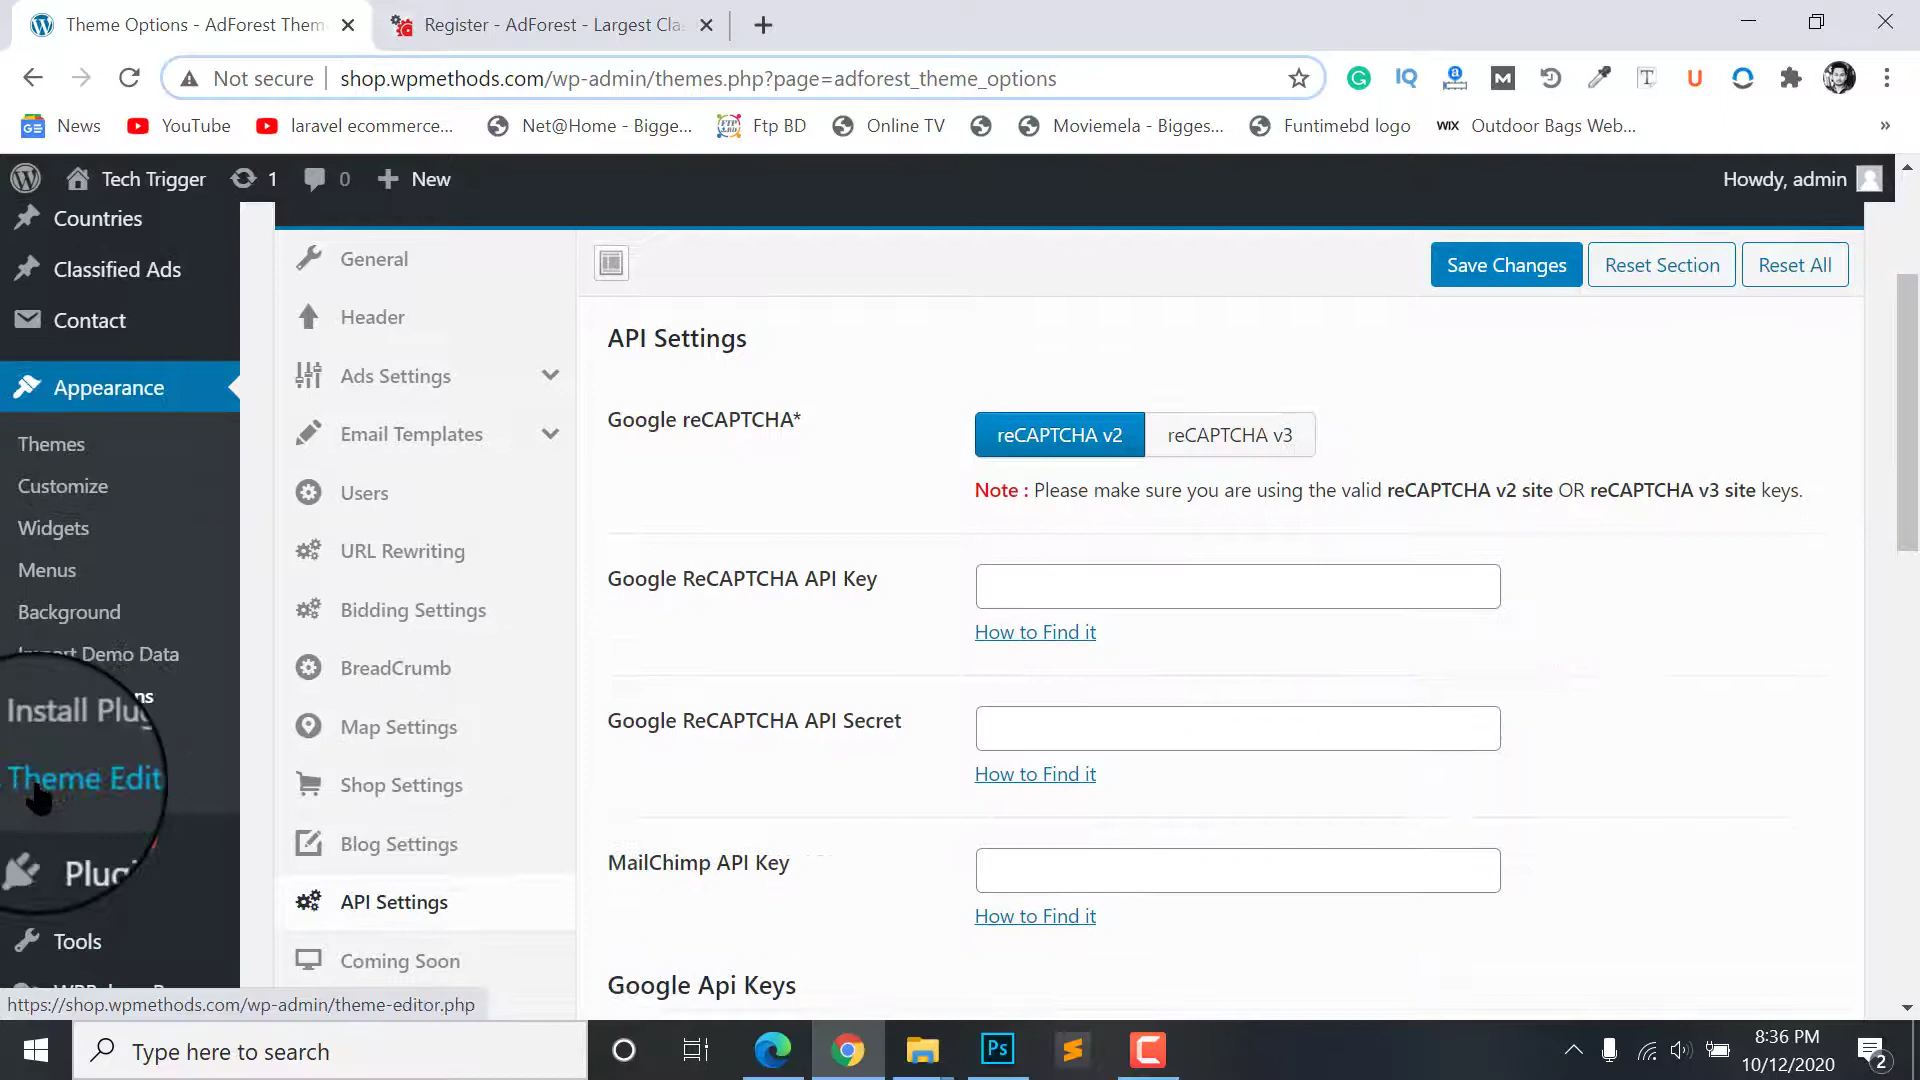 Theme Options - AdForest Them
Register - AdForest - Largest Cla
Not secure
shop.wpmethods.com/wp-admin/themes.php?page=adforest_theme_options
News
YouTube
laravel ecommerce...
Net@Home - Bigge...
Ftp BD
Online TV
Moviemela - Bigges...
Funtimebd logo
WIX
Outdoor Bags Web...
Tech Trigger
1
0
New
Howdy, admin
Countries
Classified Ads
Contact
Appearance
Themes
Customize
Widgets
Menus
Background
Demo Data
ns
Install Plug
Theme Edit
Plugi
Tools
General
Header
Ads Settings
Email Templates
Users
URL Rewriting
Bidding Settings
BreadCrumb
Map Settings
Shop Settings
Blog Settings
API Settings
Coming Soon
Save Changes
Reset Section
Reset All
API Settings
Google reCAPTCHA*
reCAPTCHA v2
reCAPTCHA v3
Note : Please make sure you are using the valid reCAPTCHA v2 site OR reCAPTCHA v3 site keys.
Google ReCAPTCHA API Key
How to Find it
Google ReCAPTCHA API Secret
How to Find it
MailChimp API Key
How to Find it
Google Api Keys
https://shop.wpmethods.com/wp-admin/theme-editor.php
Type here to search
Ps
8:36 PM
10/12/2020
2